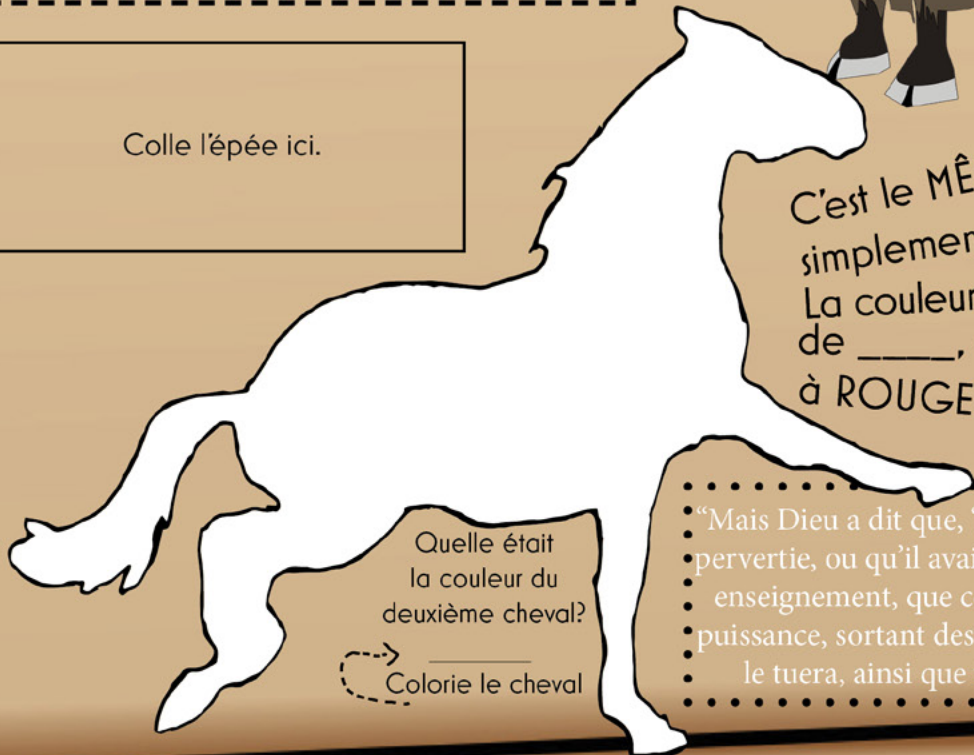 Colle l'épée ici.
C'est le
simplement
La couleur
de ____,
à ROUGE
Quelle était
la couleur du
deuxième cheval?
________
Colorie le cheval
“Mais Dieu a dit que,
pervertie, ou qu'il avai
enseignement, que c
puissance, sortant des
le tuera, ainsi que